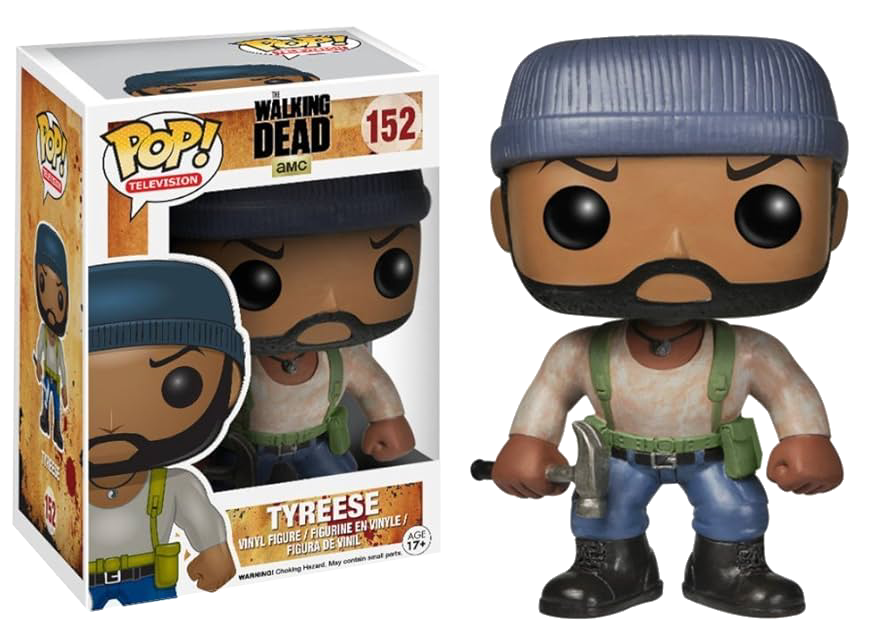 POP!
POP!
TELEVISION
THE
WALKING
DEAD
AMC
152
POP!
TYREESE
152
TYREESE
VINYL FIGURE / FIGURINE EN VINYLE /
FIGURA DE VINIL
AGE
17+
WARNING! Choking Hazard. May contain small parts.